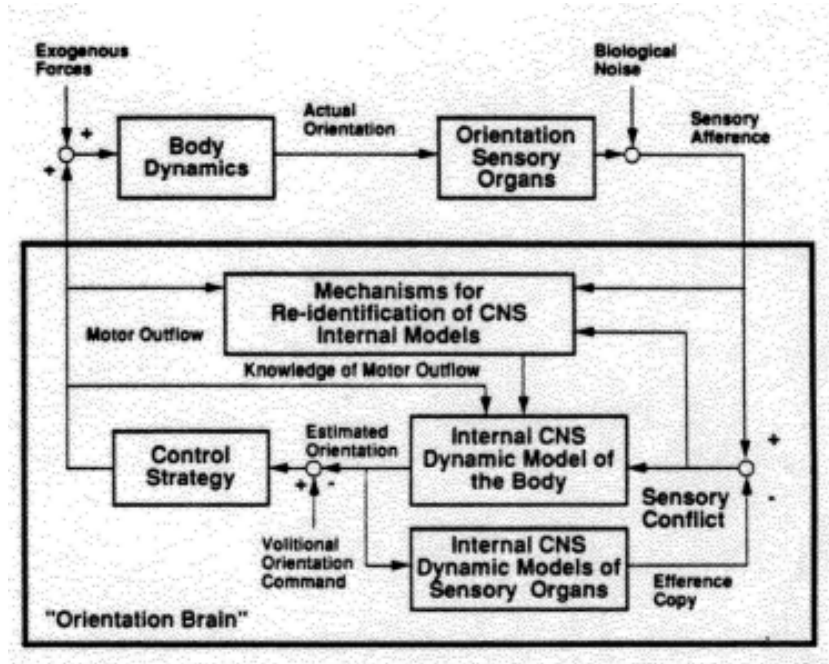 Exogenous
Forces
Biological
Noise
+
+
Body
Dynamics
Actual
Orientation
Orientation
Sensory
Organs
Sensory
Afference
Mechanisms for
Re-identification of CNS
Internal Models
Motor Outflow
Knowledge of Motor Outflow
Control
Strategy
Estimated
Orientation
+
-
Internal CNS
Dynamic Model of
the Body
+
-
Sensory
Conflict
Volitional
Orientation
Command
Internal CNS
Dynamic Models of
Sensory Organs
Efference
Copy
"Orientation Brain"